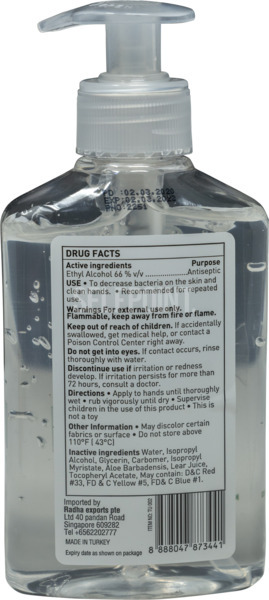 02.03.2020
DRUG FACTS
Active ingredients Purpose
Ethyl Alcohol 66 % v/v ........................Antiseptic
USE • To decrease bacteria on the skin and
clean hands. • Recommended for repeated
use.
Warnings For external use only.
Flammable, keep away from fire or flame.
Keep out of reach of children. If accidentally
swallowed, get medical help, or contact a
Poison Control Center right away.
Do not get into eyes. If contact occurs, rinse
thoroughly with water.
Discontinue use if irritation or redness
develop. If irritation persists for more than
72 hours, consult a doctor.
Directions • Apply to hands until thoroughly
wet • rub vigorously until dry • Supervise
children in the use of this product • This is
not a toy
Other Information • May discolor certain
fabrics or surface • Do not store above
110°F ( 43°C)
Inactive ingredients Water, Isopropyl
Alcohol, Glycerin, Carbomer, Isopropyl
Myristate, Aloe Barbadensis, Lear Juice,
Tocopheryl Acetate, May contain: D&C Red
#33, FD & C Yellow #5, FD& C Blue #1.
Imported by
Radha exports pte
Ltd 40 pandan Road
Singapore 609282
Tel +6562202777
MADE IN TURKEY
Expiry date as shown on package
8 888047 873441